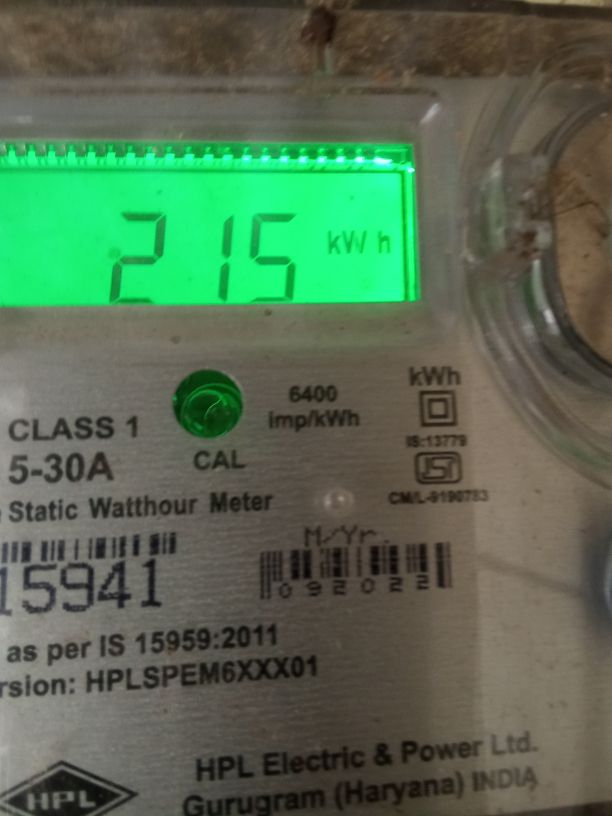 215 kWh
6400
imp/kWh
kWh
IS:13779
CM/L-9190783
CLASS 1
5-30A
CAL
Static Watthour Meter
M/Yr.
15941
092022
as per IS 15959:2011
rsion: HPLSPEM6XXX01
HPL Electric & Power Ltd.
Gurugram (Haryana) INDIA
HPL